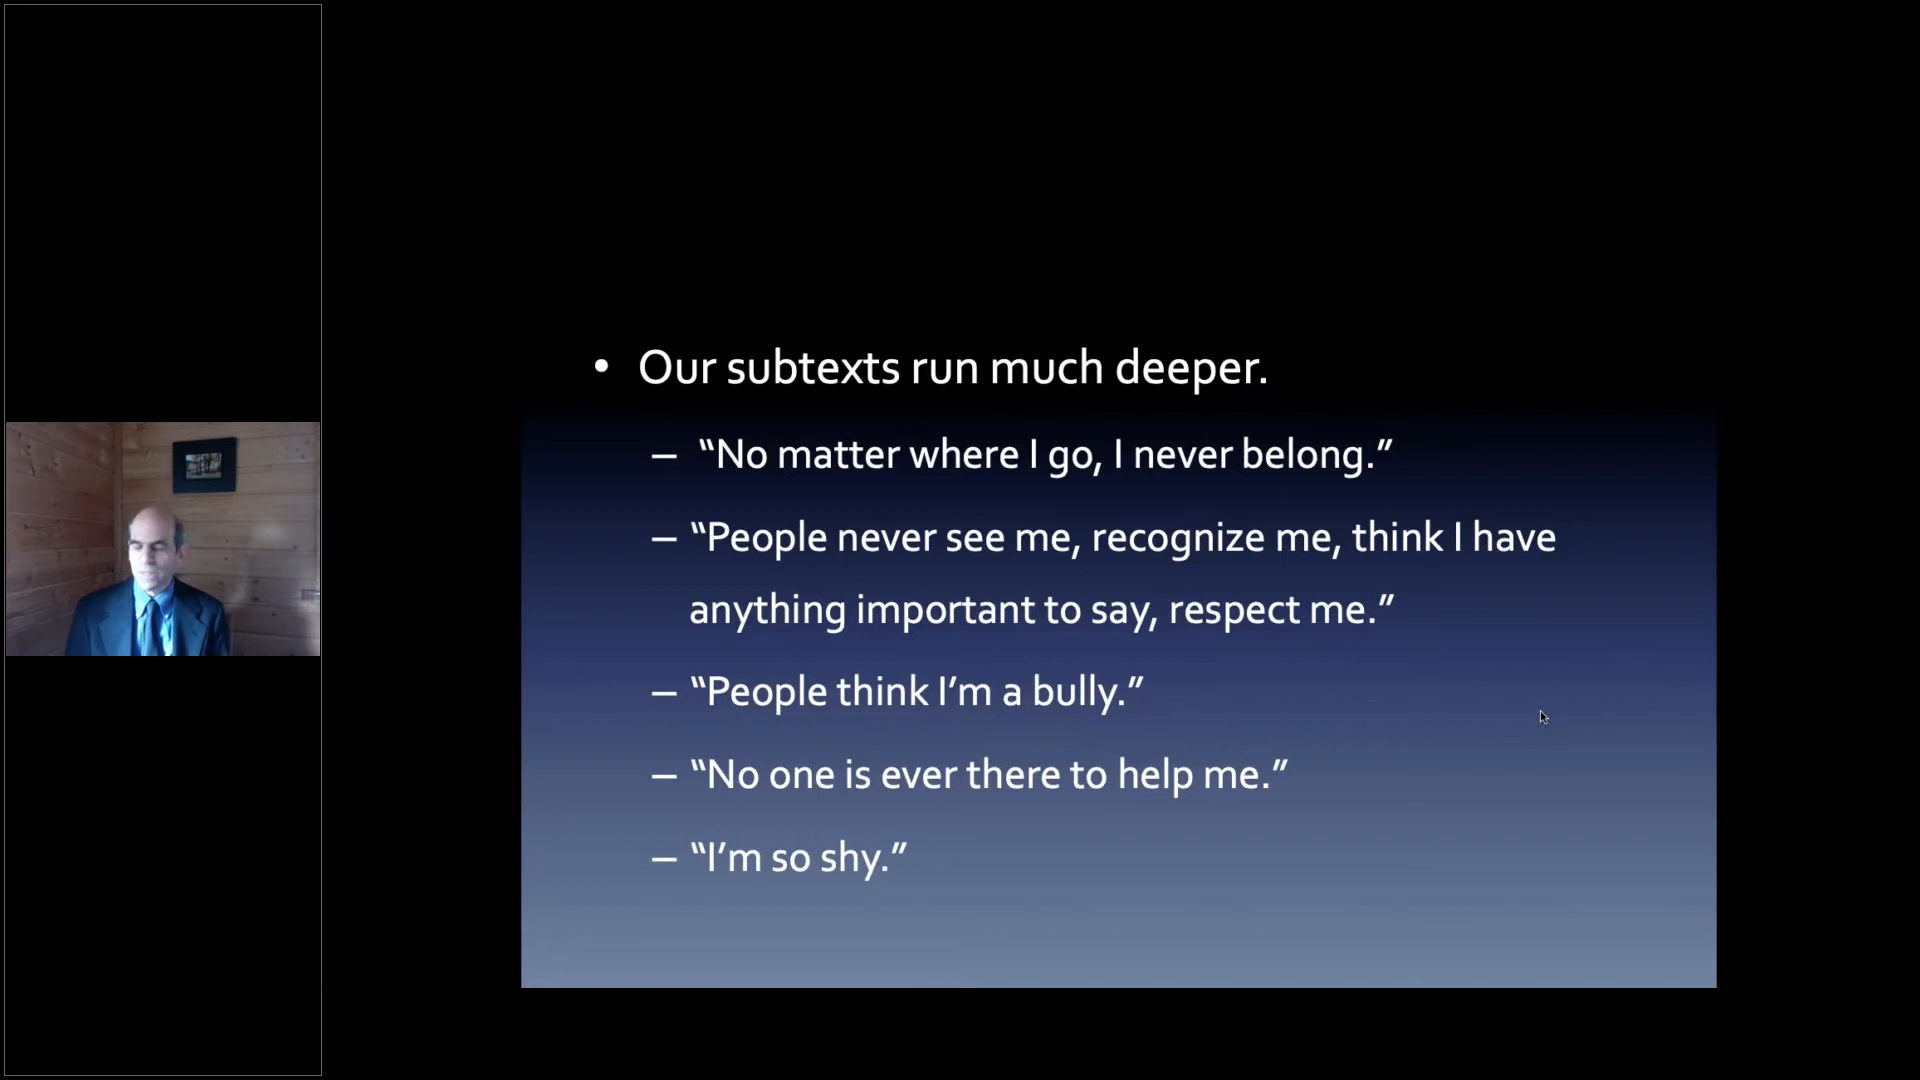 • Our subtexts run much deeper.
– “No matter where I go, I never belong.”
– “People never see me, recognize me, think I have
anything important to say, respect me.”
– “People think I’m a bully.”
– “No one is ever there to help me.”
– “I’m so shy.”